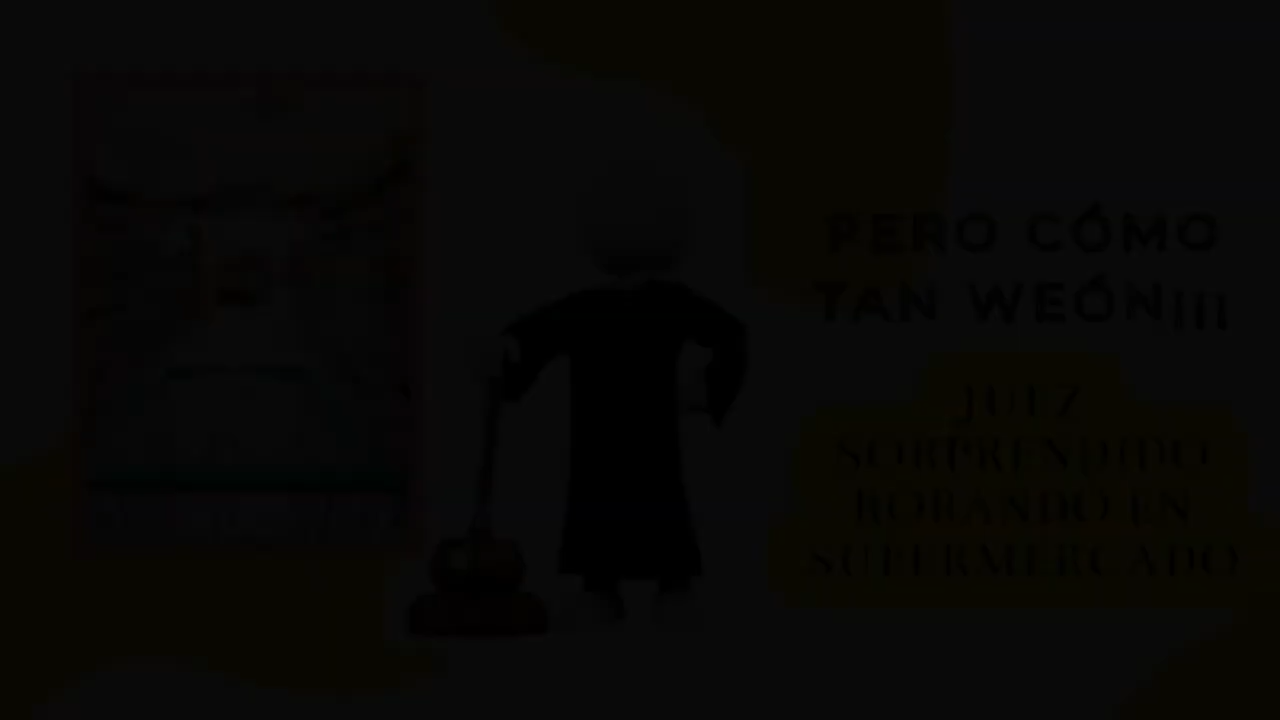 PERO CÓMO
TAN WEÓN¡¡¡
JUEZ
SORPRENDIDO
ROBANDO EN
SUPERMERCADO